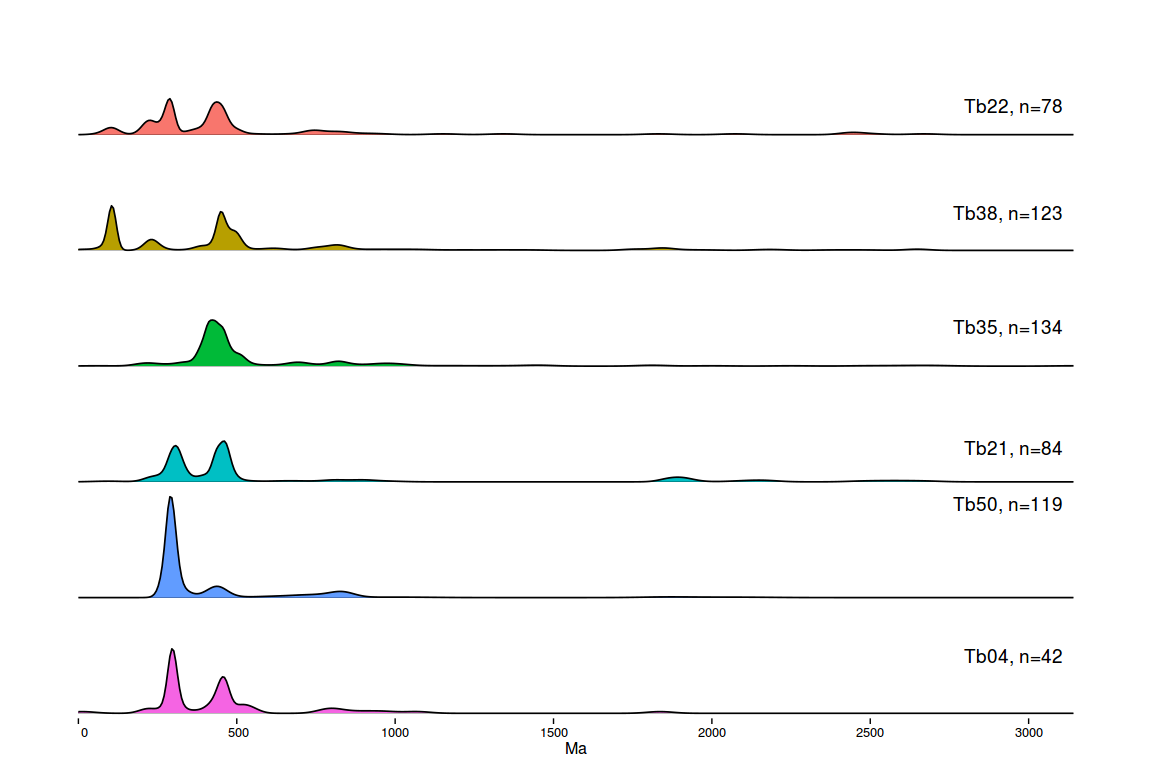 Tb22, n=78
Tb38, n=123
Tb35, n=134
Tb21, n=84
Tb50, n=119
Tb04, n=42
0 500 1000 1500 2000 2500 3000
Ma